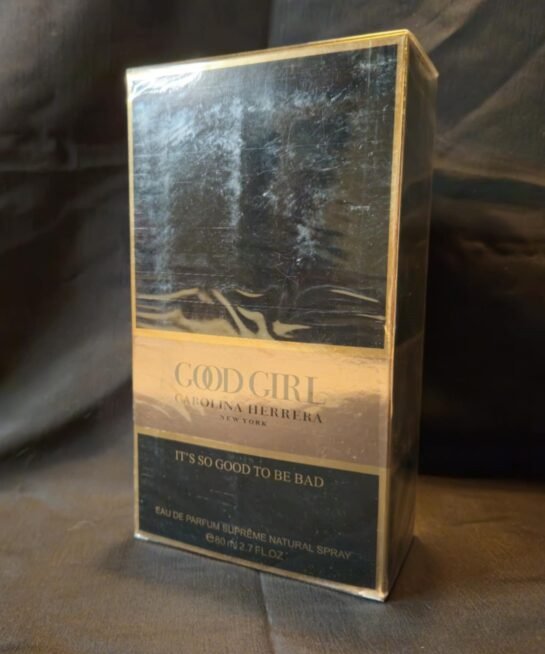 GOOD GIRL
CAROLINA HERRERA
NEW YORK
IT'S SO GOOD TO BE BAD
EAU DE PARFUM SUPRÊME NATURAL SPRAY
℮80 ml 2.7 FL.OZ